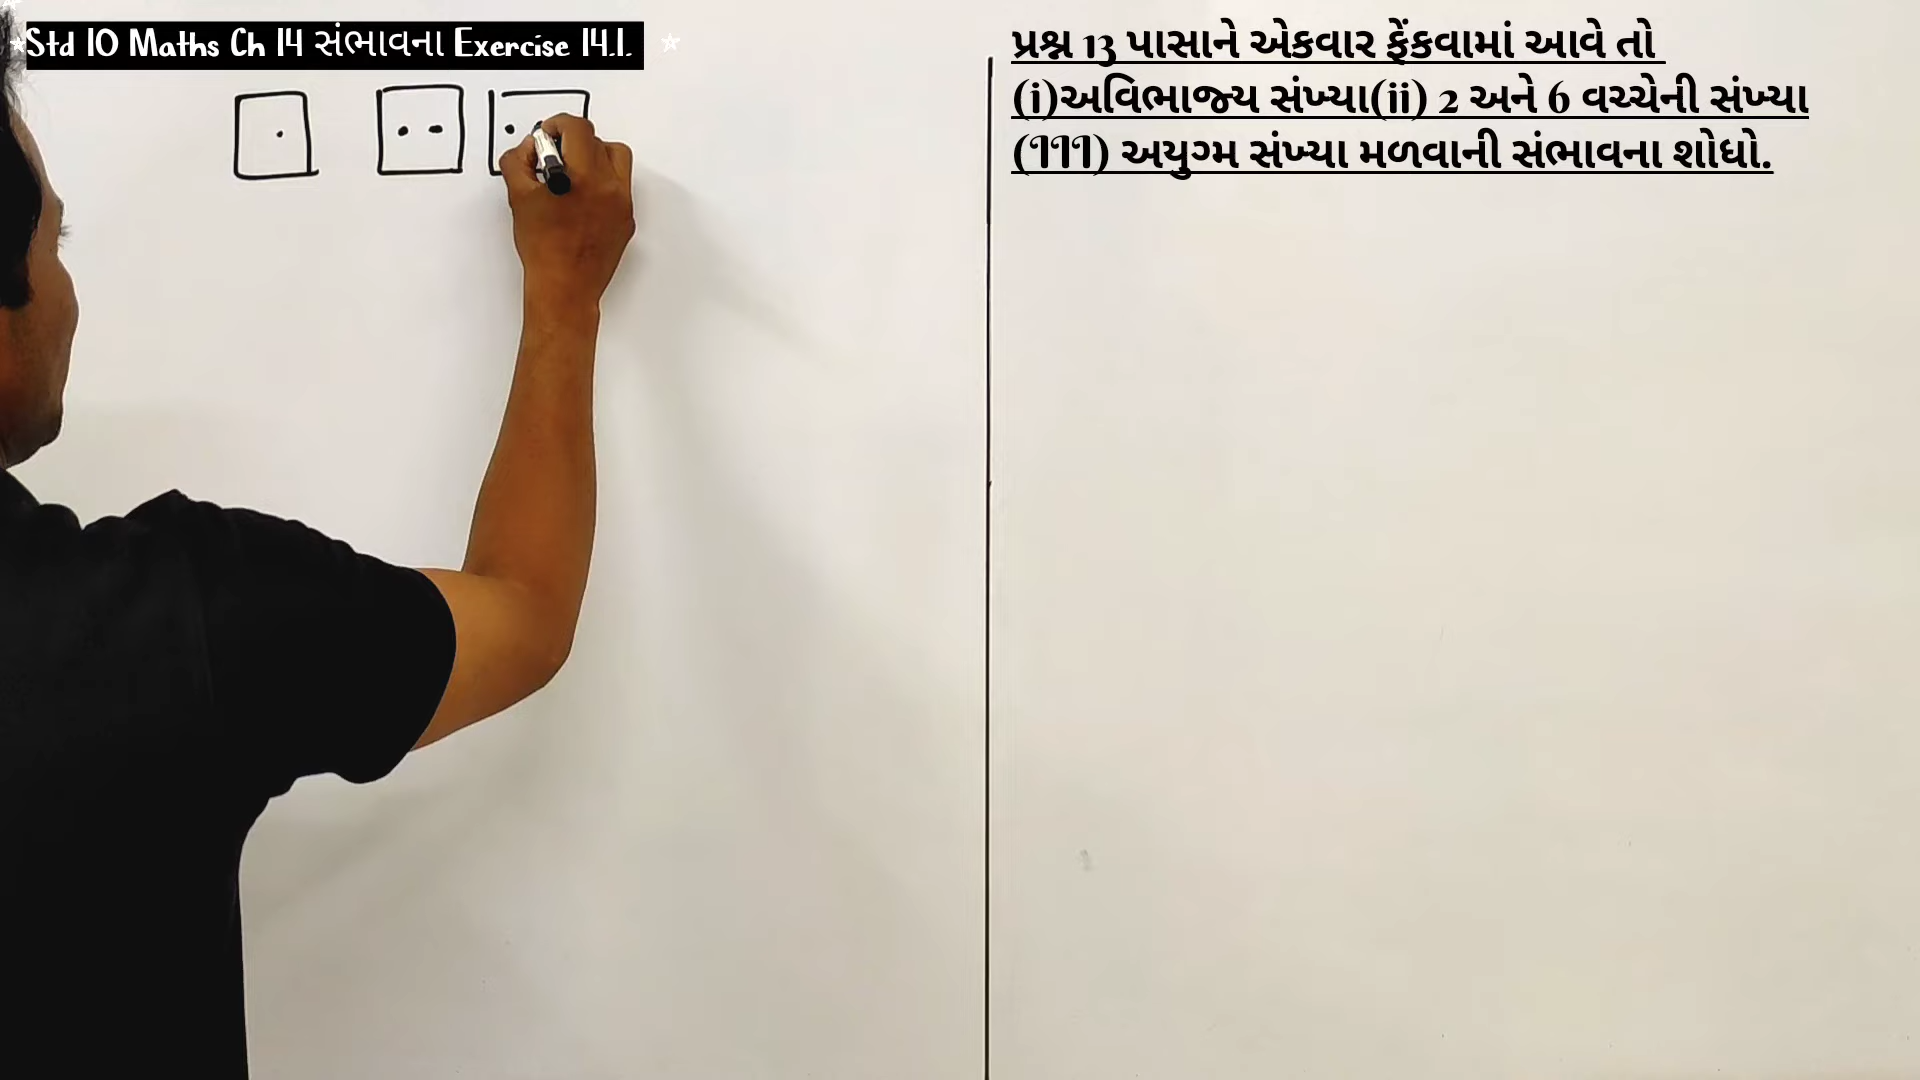 Std 10 Maths Ch 14 સંભાવના Exercise 14.1.
પ્રશ્ન 13 પાસાને એકવાર ફેંકવામાં આવે તો
(i)અવિભાજ્ય સંખ્યા(ii) 2 અને 6 વચ્ચેની સંખ્યા
(111) અયુગ્મ સંખ્યા મળવાની સંભાવના શોધો.